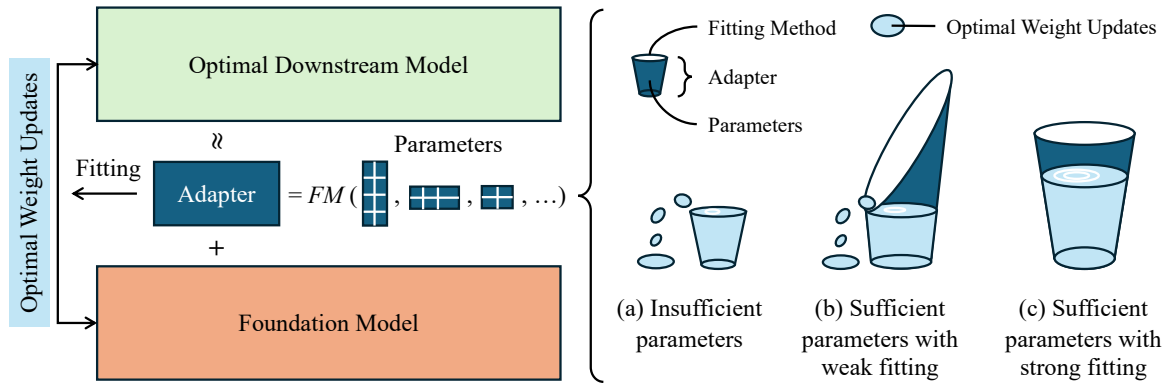 Optimal Weight Updates
Optimal Downstream Model
≈
Fitting
Adapter
= FM ( , , , …)
Parameters
+
Foundation Model
Fitting Method
Adapter
Parameters
Optimal Weight Updates
(a) Insufficient
parameters
(b) Sufficient
parameters with
weak fitting
(c) Sufficient
parameters with
strong fitting